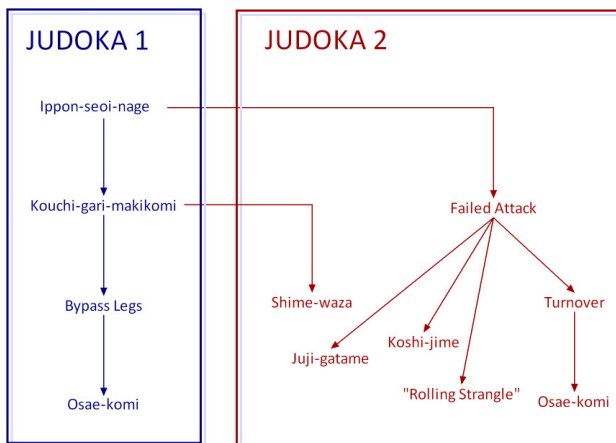 JUDOKA 1
Ippon-seoi-nage
Kouchi-gari-makikomi
Bypass Legs
Osae-komi
JUDOKA 2
Failed Attack
Shime-waza
Turnover
Koshi-jime
Juji-gatame
"Rolling Strangle"
Osae-komi